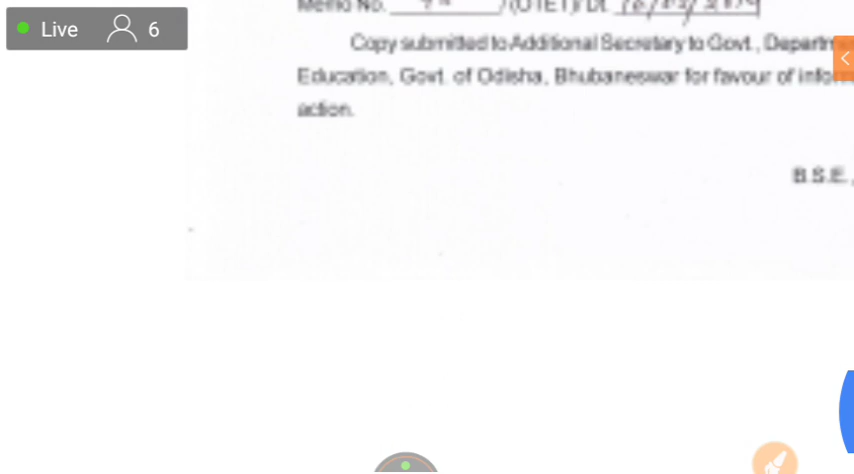 Live 6
Memo No. /(OTET)/Dt.
Copy submitted to Additional Secretary to Govt., Departm
Education, Govt. of Odisha, Bhubaneswar for favour of inform
action.
B.S.E.,